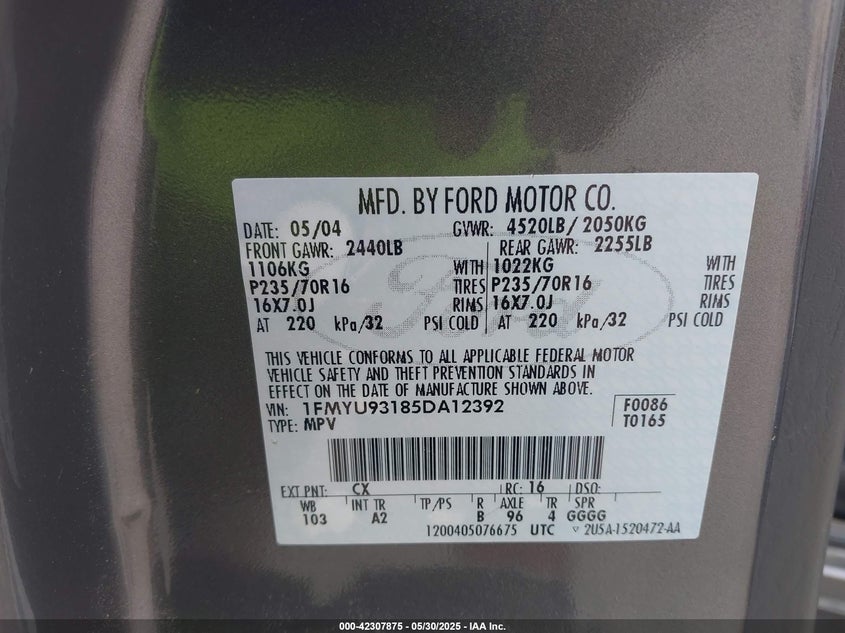 MFD. BY FORD MOTOR CO.
DATE: 05/04 GVWR: 4520LB/ 2050KG
FRONT GAWR: 2440LB REAR GAWR: 2255LB
1106KG WITH 1022KG WITH
P235/70R16 TIRES P235/70R16 TIRES
16X7.0J RIMS 16X7.0J RIMS
AT 220 kPa/32 PSI COLD AT 220 kPa/32 PSI COLD
Ford
THIS VEHICLE CONFORMS TO ALL APPLICABLE FEDERAL MOTOR
VEHICLE SAFETY AND THEFT PREVENTION STANDARDS IN
EFFECT ON THE DATE OF MANUFACTURE SHOWN ABOVE.
VIN: 1FMYU93185DA12392 F0086
TYPE: MPV T0165
EXT PNT: CX RC: 16 DSO:
WB INT TR TP/PS R AXLE TR SPR
103 A2 B 96 4 GGGG
1200405076675 UTC ▽ 2U5A-1520472-AA
000-42307875 — 05/30/2025 — IAA Inc.